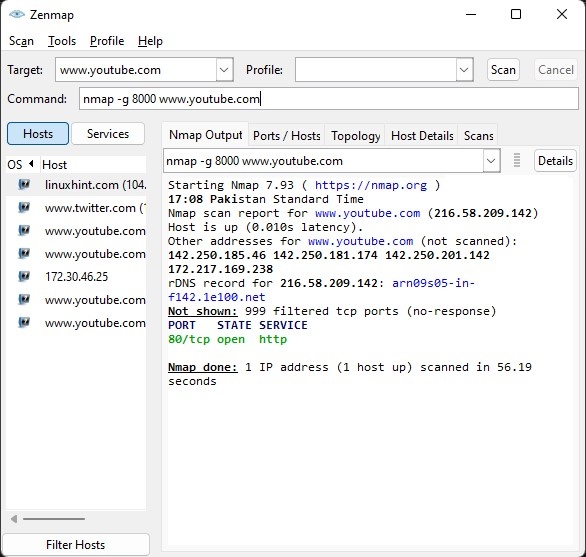 Zenmap
Scan Tools Profile Help
Target: www.youtube.com Profile: Scan Cancel
Command: nmap -g 8000 www.youtube.com
Hosts Services
OS Host
linuxhint.com (104.
www.twitter.com (
www.youtube.com
www.youtube.com
172.30.46.25
www.youtube.com
www.youtube.com
Filter Hosts
Nmap Output Ports / Hosts Topology Host Details Scans
nmap -g 8000 www.youtube.com Details
Starting Nmap 7.93 ( https://nmap.org )
17:08 Pakistan Standard Time
Nmap scan report for www.youtube.com (216.58.209.142)
Host is up (0.010s latency).
Other addresses for www.youtube.com (not scanned):
142.250.185.46 142.250.181.174 142.250.201.142
172.217.169.238
rDNS record for 216.58.209.142: arn09s05-in-
f142.1e100.net
Not shown: 999 filtered tcp ports (no-response)
PORT STATE SERVICE
80/tcp open http
Nmap done: 1 IP address (1 host up) scanned in 56.19
seconds